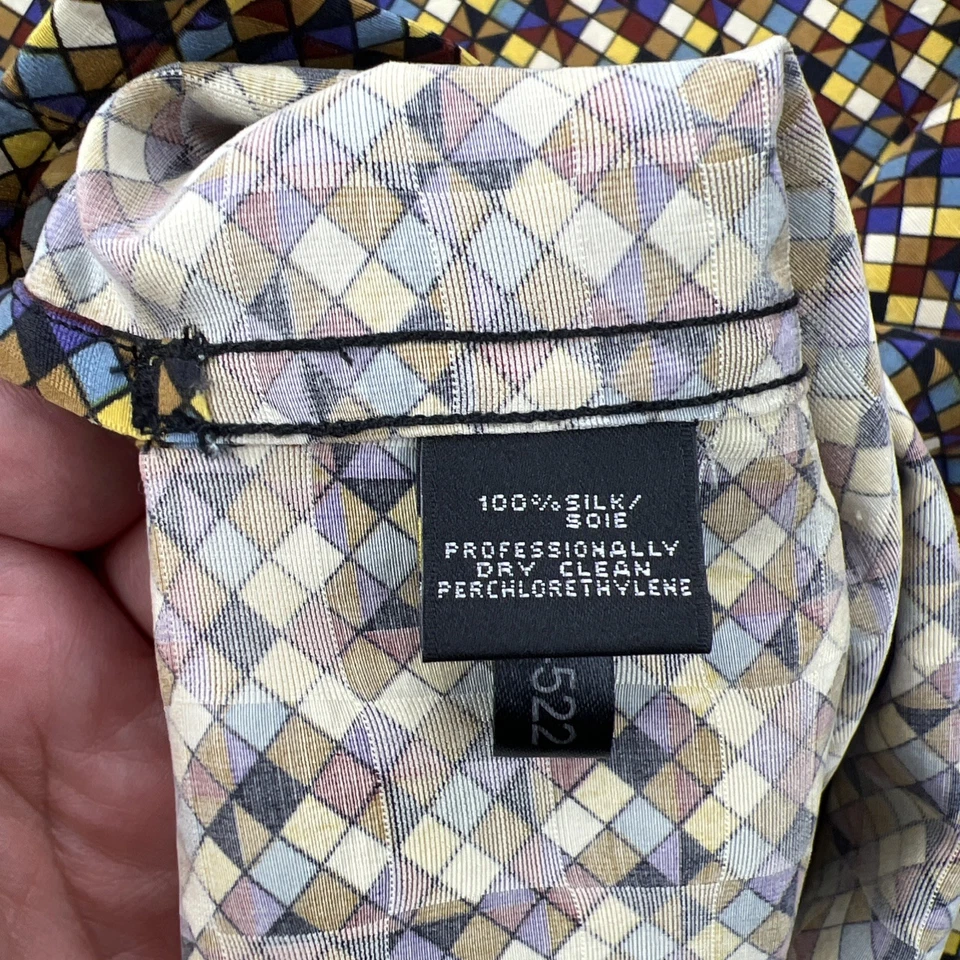 100% SILK/
SOIE
PROFESSIONALLY
DRY CLEAN
PERCHLORETHYLENE
522